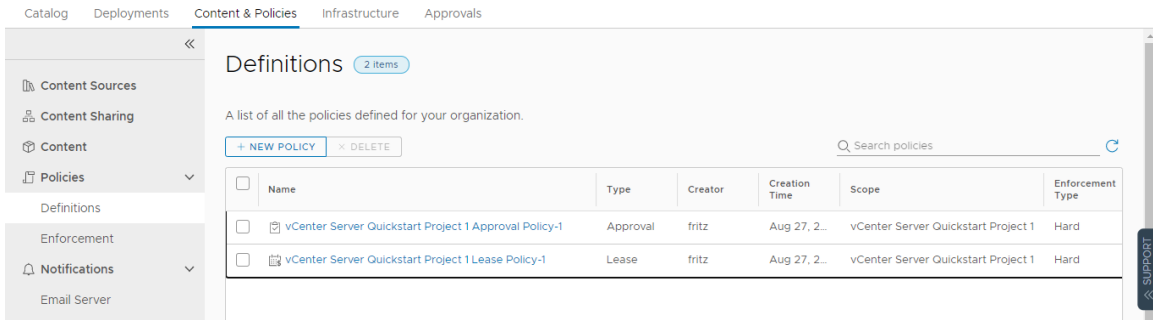 Catalog Deployments Content & Policies Infrastructure Approvals
Content Sources
Content Sharing
Content
Policies
Definitions
Enforcement
Notifications
Email Server
Definitions 2 items
A list of all the policies defined for your organization.
+ NEW POLICY × DELETE Search policies
Name Type Creator Creation Time Scope Enforcement Type
vCenter Server Quickstart Project 1 Approval Policy-1 Approval fritz Aug 27, 2... vCenter Server Quickstart Project 1 Hard
vCenter Server Quickstart Project 1 Lease Policy-1 Lease fritz Aug 27, 2... vCenter Server Quickstart Project 1 Hard
SUPPORT